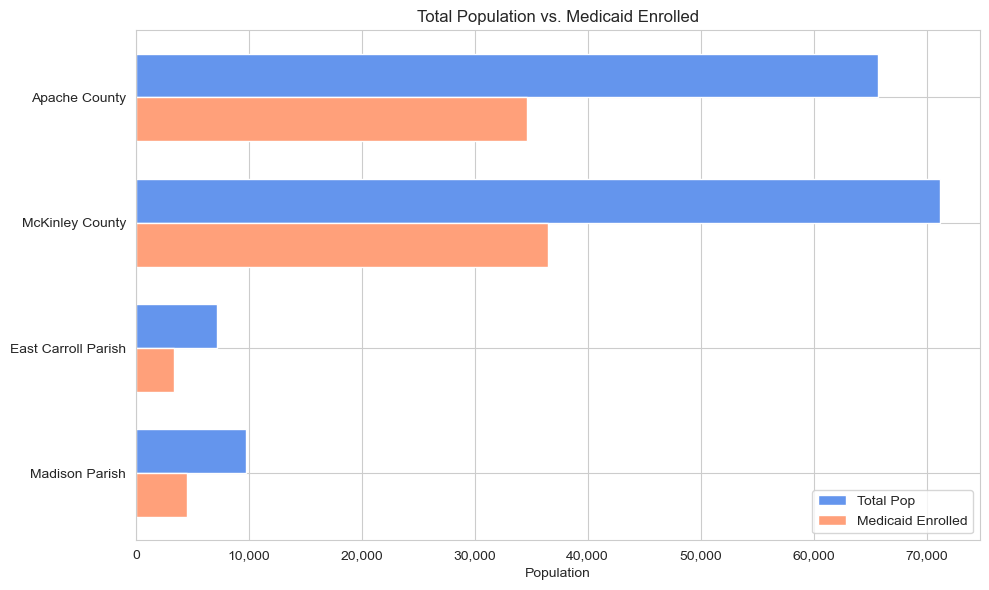 Total Population vs. Medicaid Enrolled
Apache County
McKinley County
East Carroll Parish
Madison Parish
Total Pop
Medicaid Enrolled
0 10,000 20,000 30,000 40,000 50,000 60,000 70,000
Population